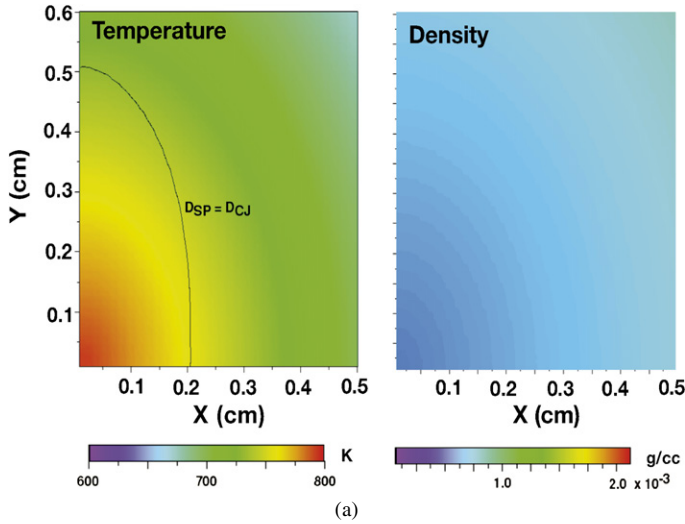 Temperature
Density
0.6
0.5
0.4
0.3
0.2
0.1
Y (cm)
D_SP = D_CJ
0.1 0.2 0.3 0.4 0.5
0.1 0.2 0.3 0.4 0.5
X (cm)
X (cm)
K
600 700 800
g/cc
1.0 2.0 x 10⁻³
(a)